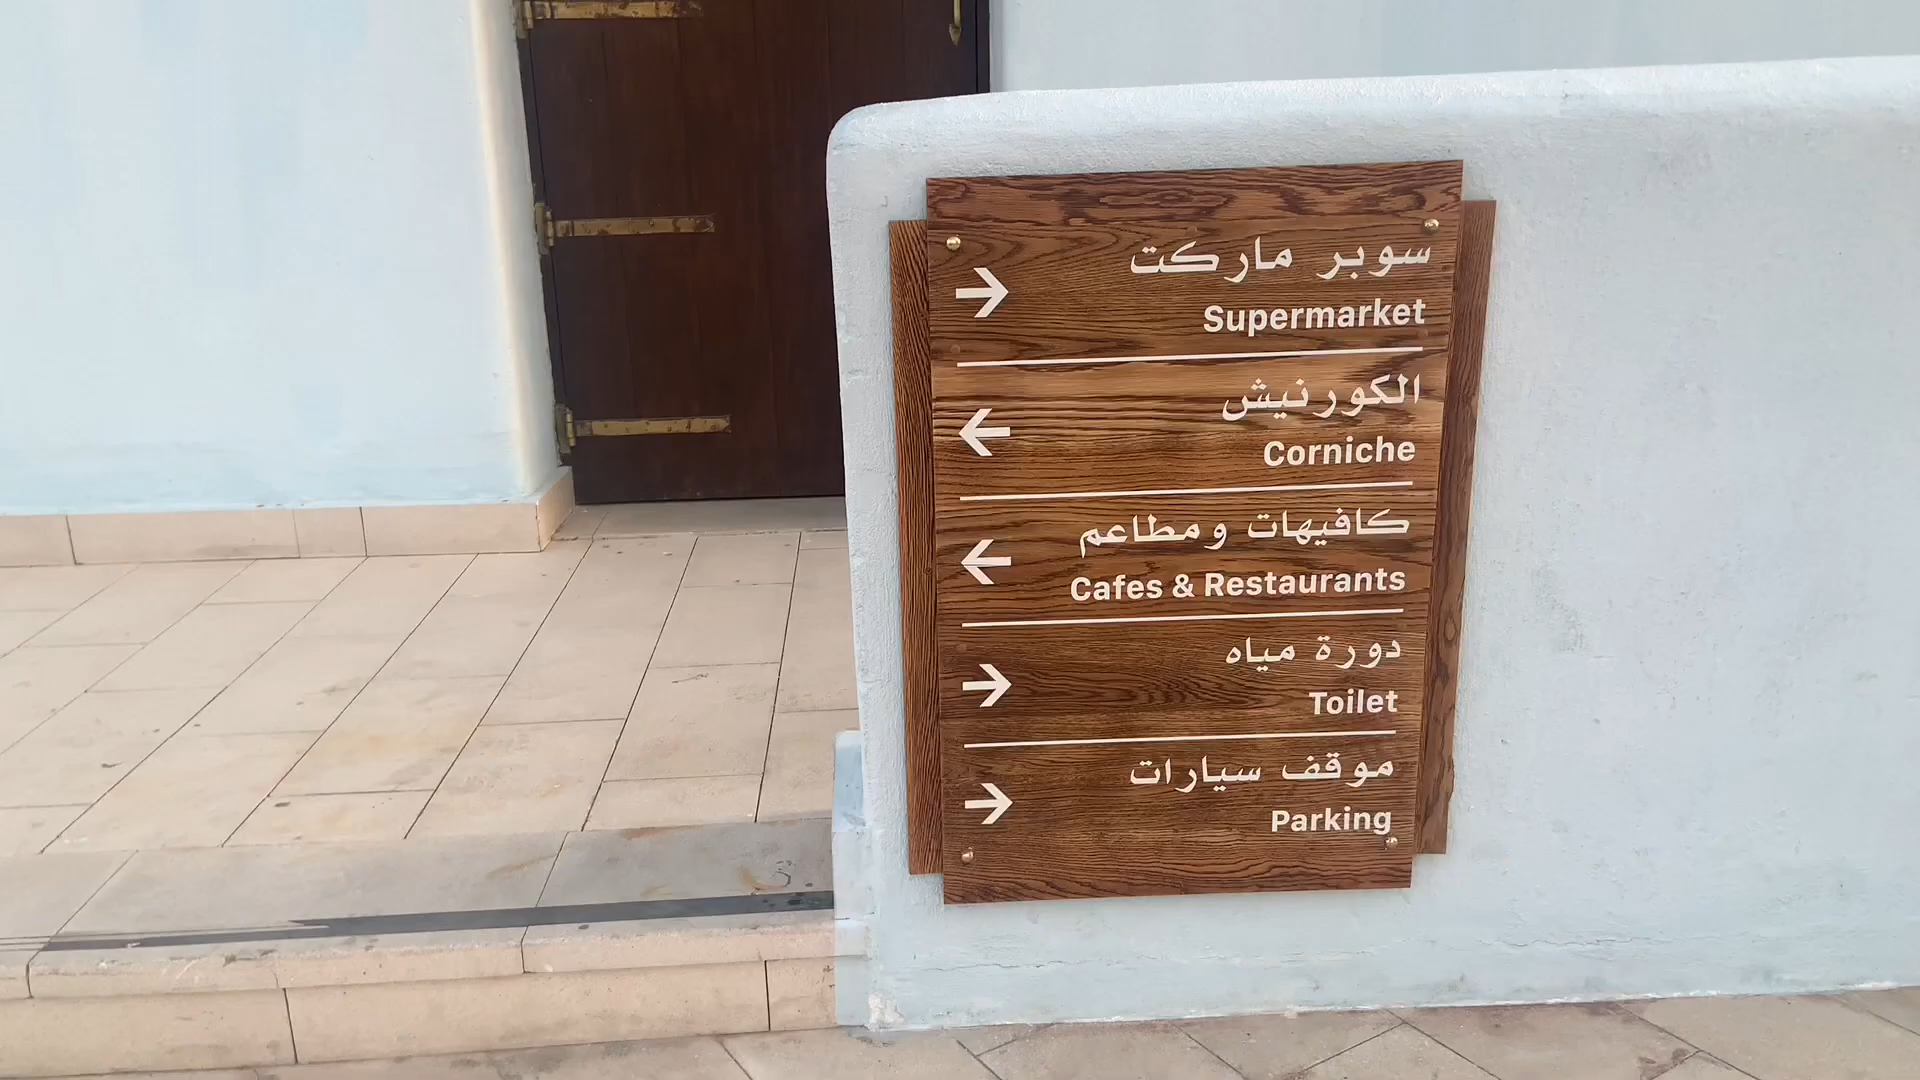 سوبر ماركت
Supermarket
الكورنيش
Corniche
كافيهات ومطاعم
Cafes & Restaurants
دورة مياه
Toilet
موقف سيارات
Parking